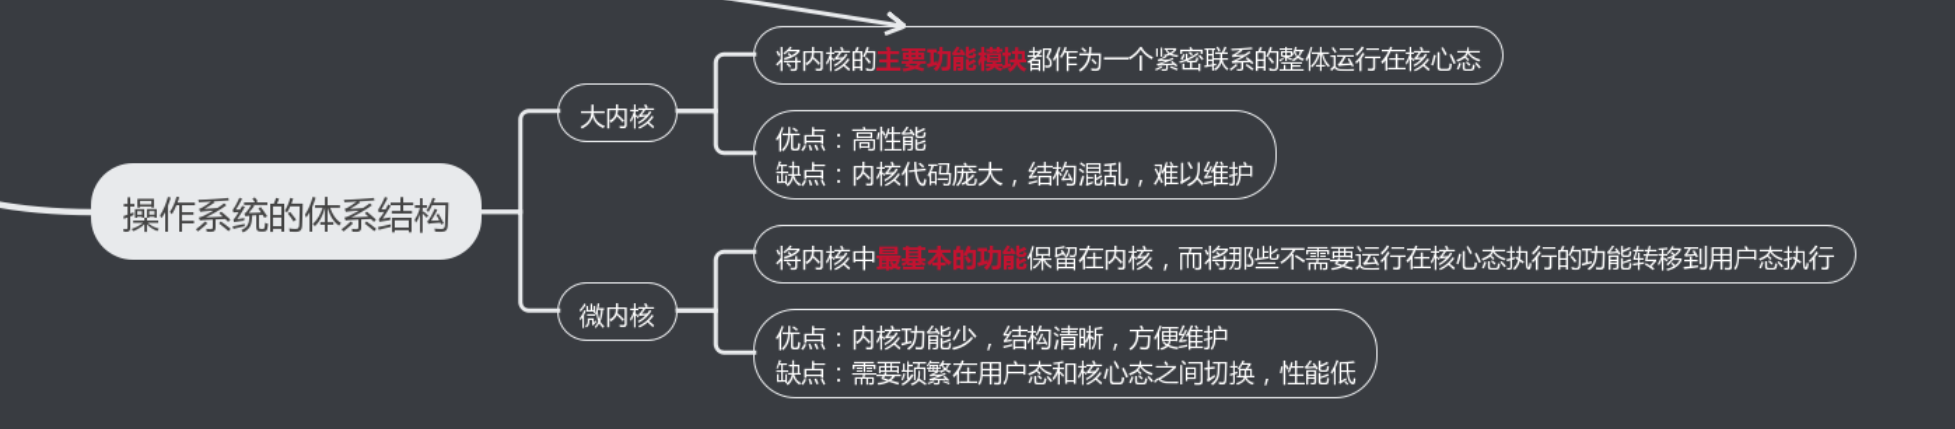 操作系统的体系结构
大内核
将内核的主要功能模块都作为一个紧密联系的整体运行在核心态
优点：高性能
缺点：内核代码庞大，结构混乱，难以维护
微内核
将内核中最基本的功能保留在内核，而将那些不需要运行在核心态执行的功能转移到用户态执行
优点：内核功能少，结构清晰，方便维护
缺点：需要频繁在用户态和核心态之间切换，性能低